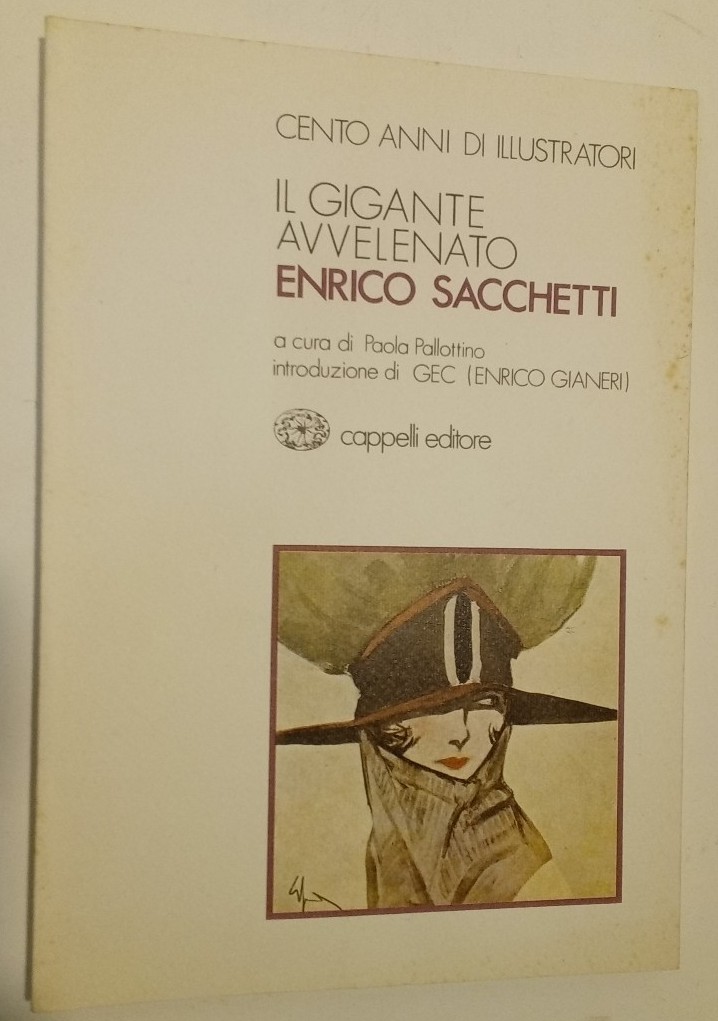 CENTO ANNI DI ILLUSTRATORI
IL GIGANTE
AVVELENATO
ENRICO SACCHETTI
a cura di Paola Pallottino
introduzione di GEC (ENRICO GIANERI)
cappelli editore